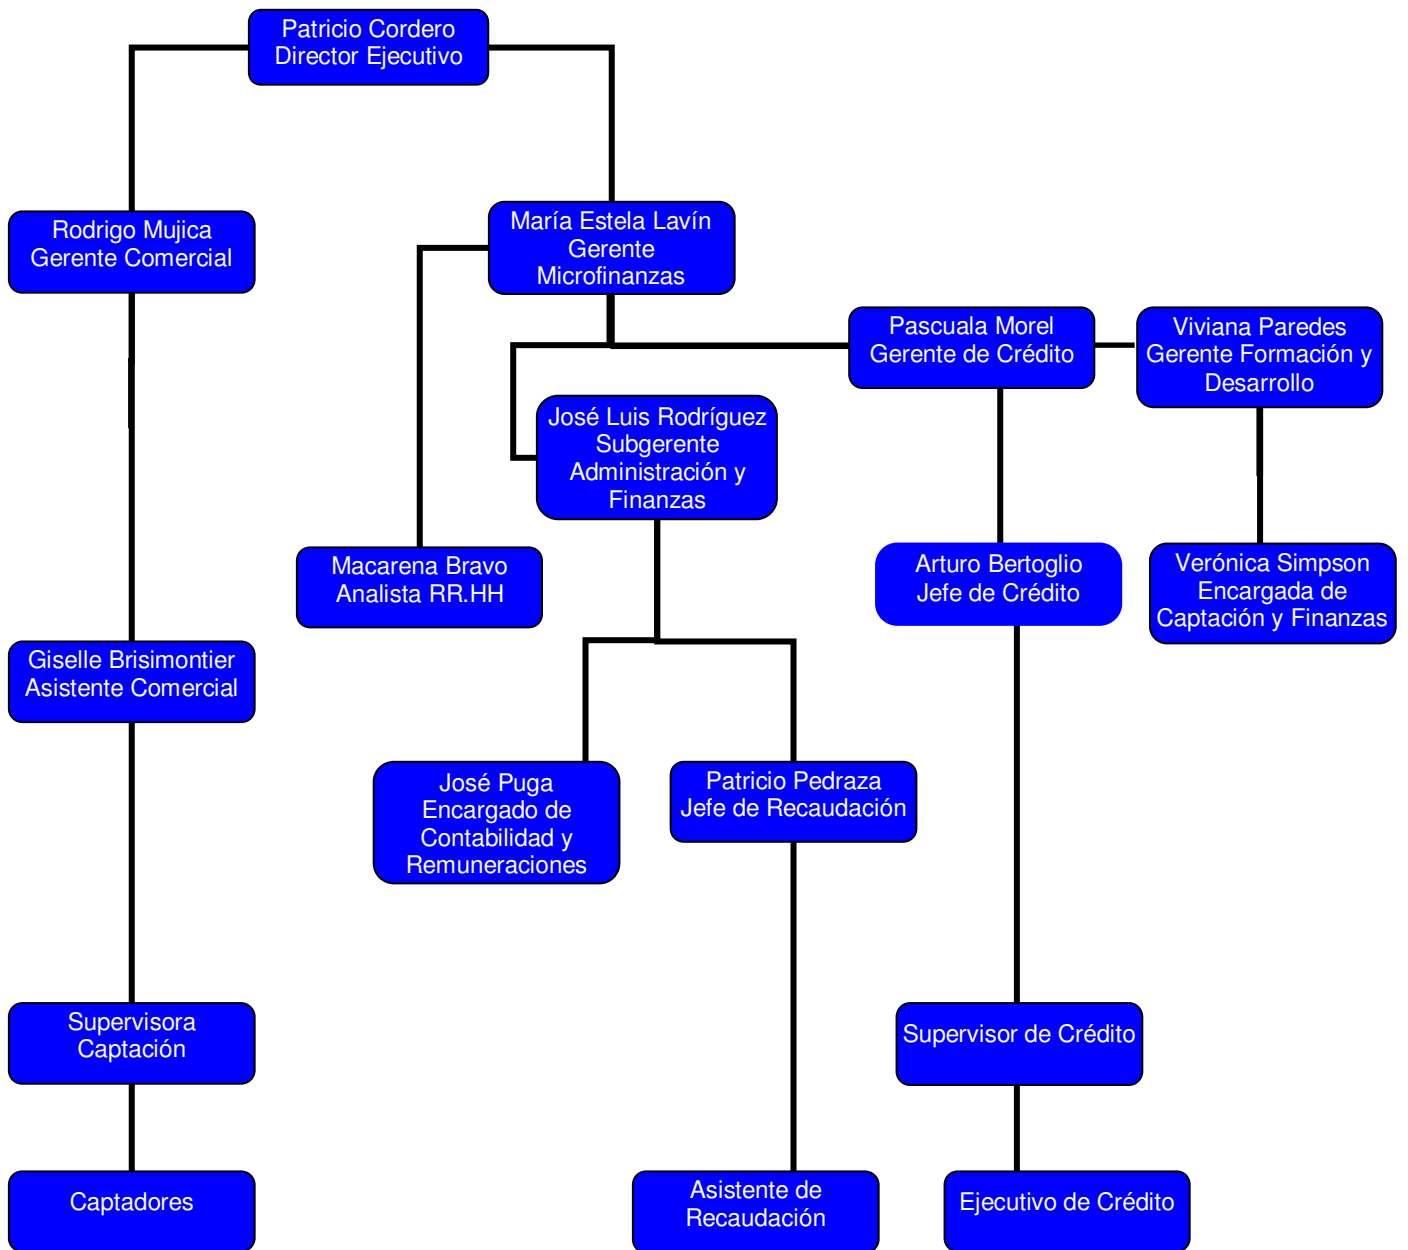 Patricio Cordero
Director Ejecutivo
Rodrigo Mujica
Gerente Comercial
María Estela Lavín
Gerente
Microfinanzas
Pascuala Morel
Gerente de Crédito
Viviana Paredes
Gerente Formación y
Desarrollo
José Luis Rodríguez
Subgerente
Administración y
Finanzas
Macarena Bravo
Analista RR.HH
Arturo Bertoglio
Jefe de Crédito
Verónica Simpson
Encargada de
Captación y Finanzas
Giselle Brisimontier
Asistente Comercial
José Puga
Encargado de
Contabilidad y
Remuneraciones
Patricio Pedraza
Jefe de Recaudación
Supervisora
Captación
Supervisor de Crédito
Captadores
Asistente de
Recaudación
Ejecutivo de Crédito